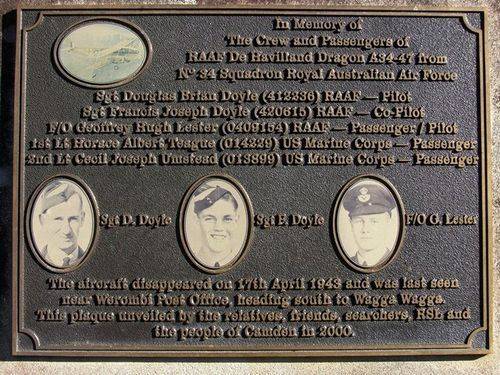 In Memory of
The Crew and Passengers of
RAAF De Havilland Dragon A34-47 from
No 34 Squadron Royal Australian Air Force
Sgt Douglas Brian Doyle (412236) RAAF — Pilot
Sgt Francis Joseph Doyle (420615) RAAF — Co-Pilot
F/O Geoffrey Hugh Lester (0409154) RAAF — Passenger / Pilot
1st Lt Horace Albert Teague (014229) US Marine Corps — Passenger
2nd Lt Cecil Joseph Umstead (013899) US Marine Corps — Passenger
Sgt D. Doyle
Sgt F. Doyle
F/O G. Lester
The aircraft disappeared on 17th April 1943 and was last seen
near Werombi Post Office, heading south to Wagga Wagga.
This plaque unveiled by the relatives, friends, searchers, RSL and
the people of Camden in 2000.